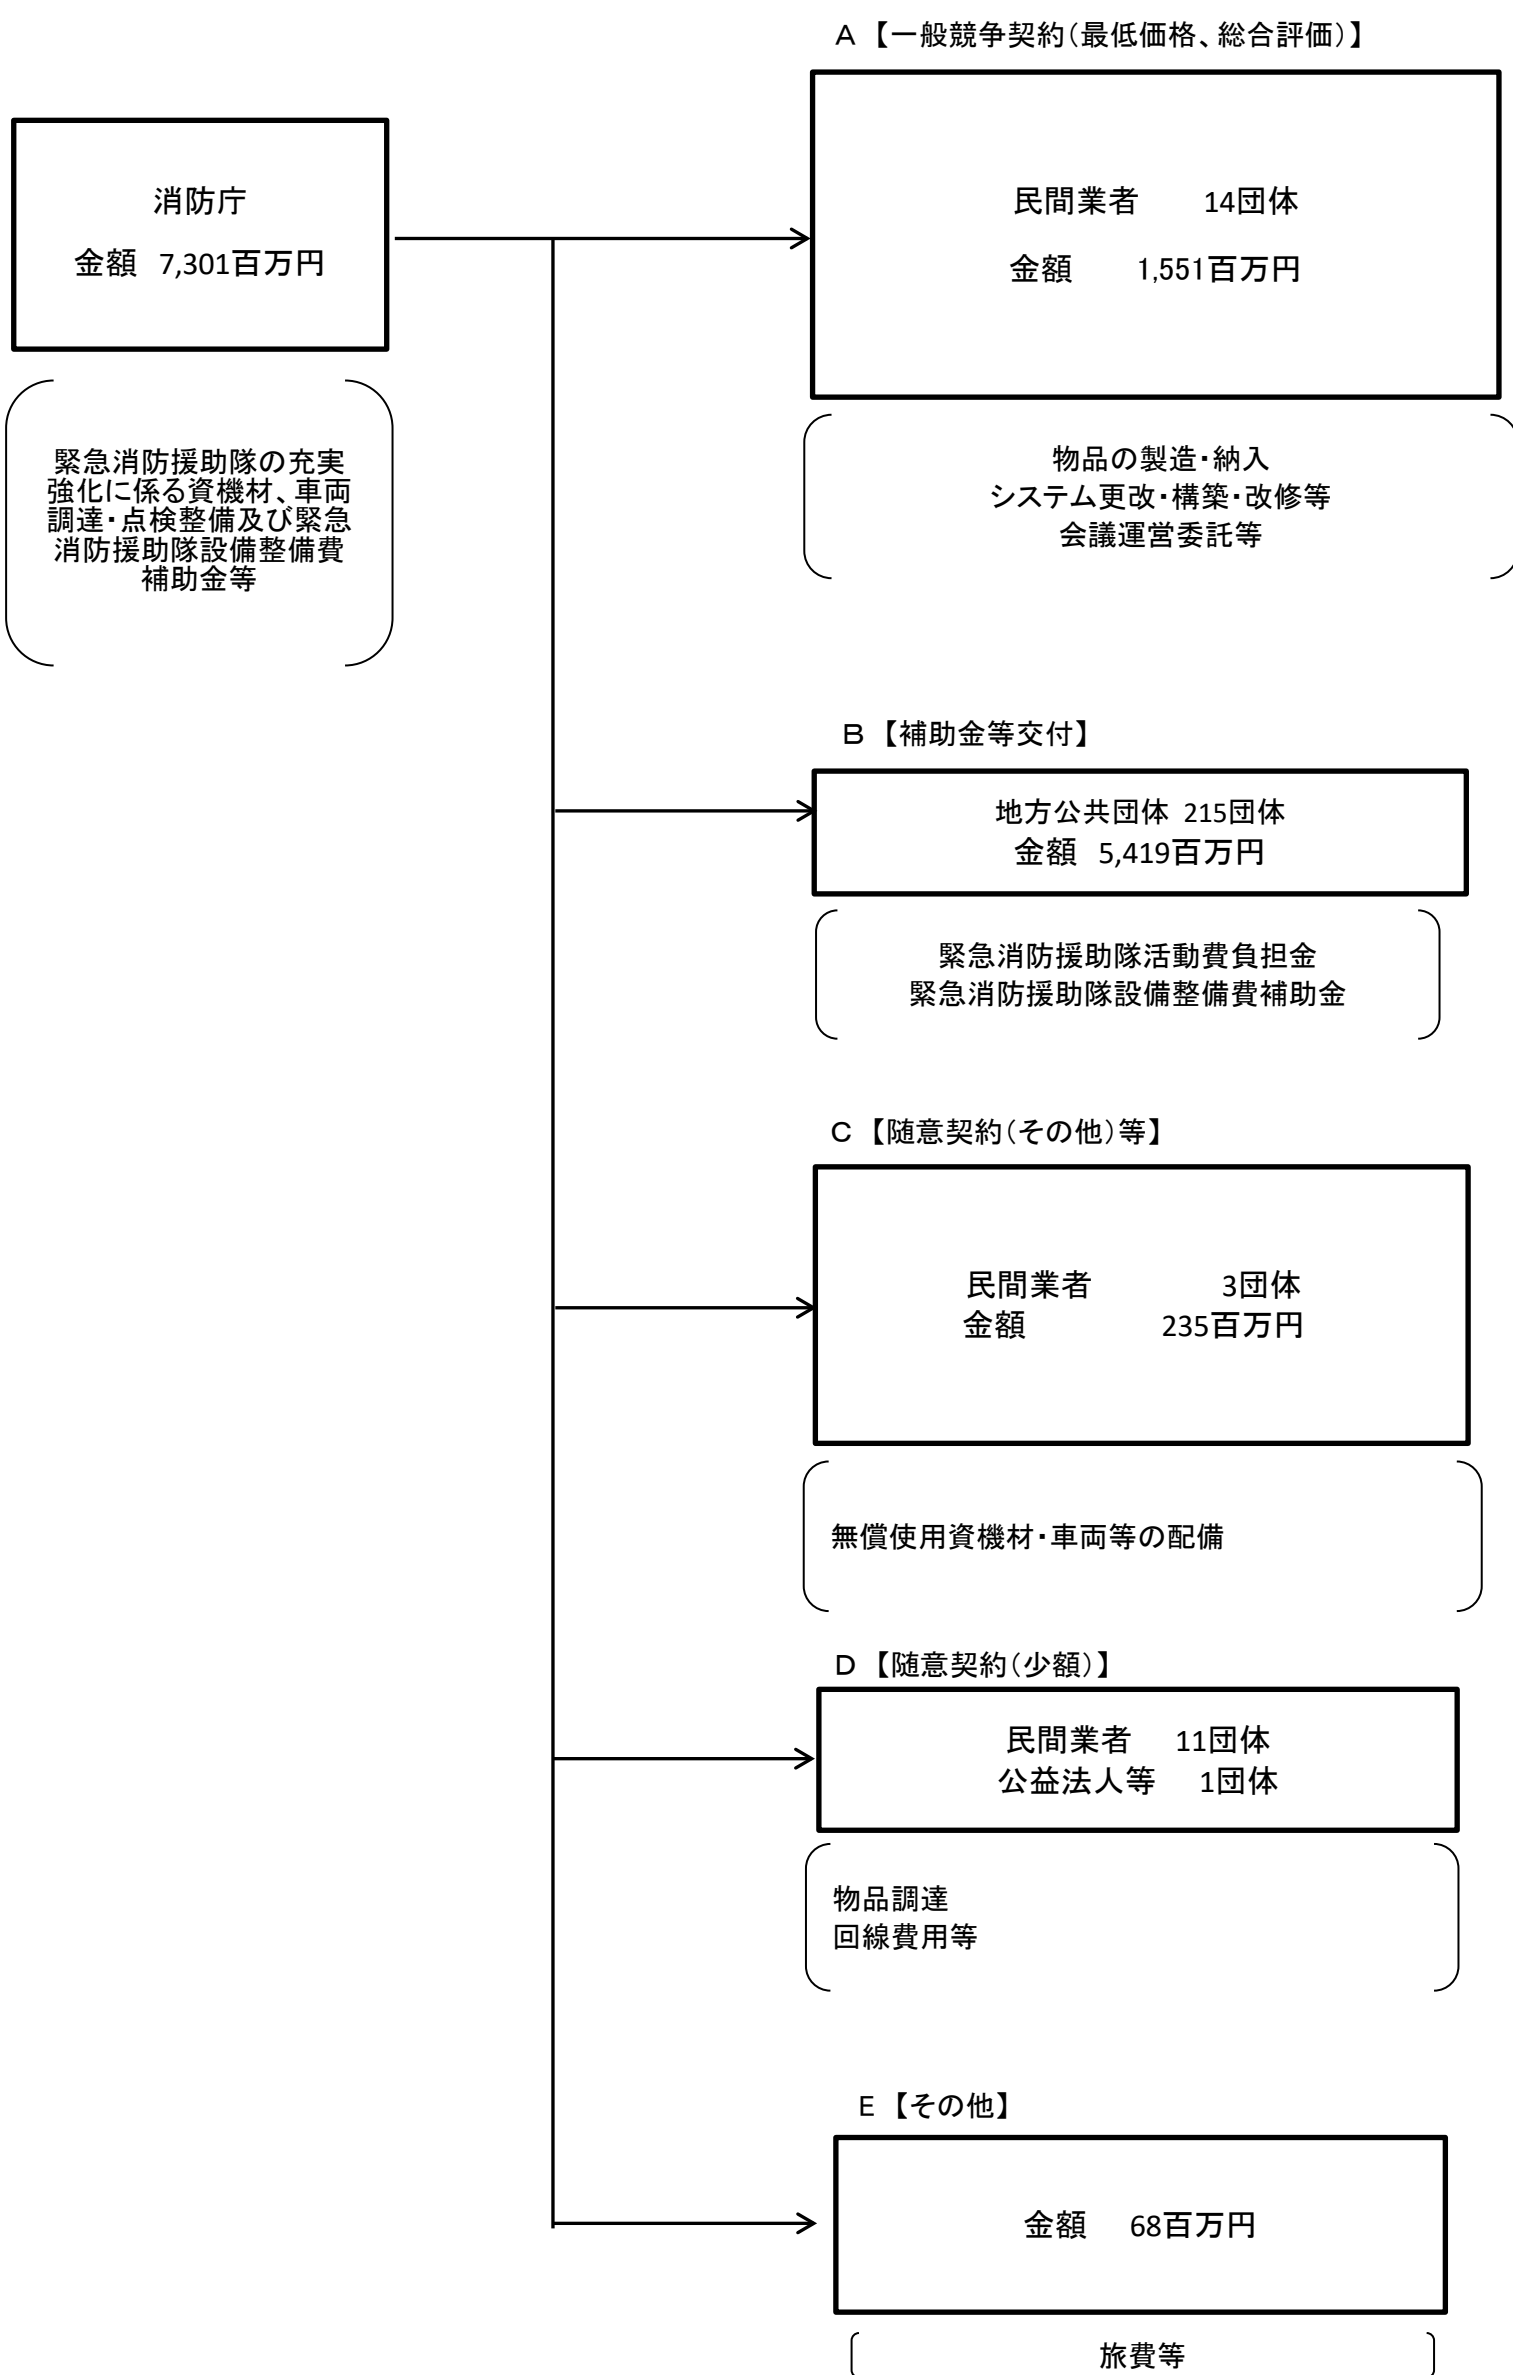 A 【一般競争契約(最低価格、総合評価)】
消防庁
金額 7,301百万円
民間業者 14団体
金額 1,551百万円
緊急消防援助隊の充実
強化に係る資機材、車両
調達・点検整備及び緊急
消防援助隊設備整備費
補助金等
物品の製造・納入
システム更改・構築・改修等
会議運営委託等
B 【補助金等交付】
地方公共団体 215団体
金額 5,419百万円
緊急消防援助隊活動費負担金
緊急消防援助隊設備整備費補助金
C 【随意契約(その他)等】
民間業者 3団体
金額 235百万円
無償使用資機材・車両等の配備
D 【随意契約(少額)】
民間業者 11団体
公益法人等 1団体
物品調達
回線費用等
E 【その他】
金額 68百万円
旅費等